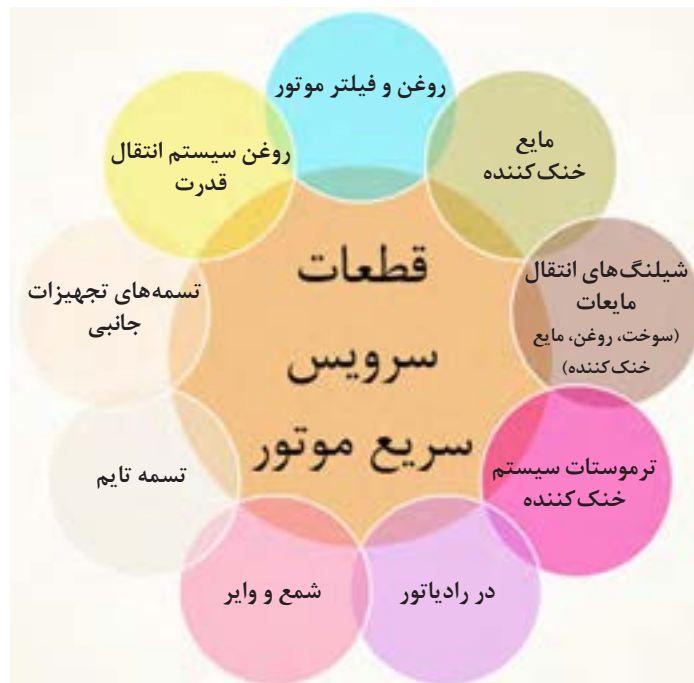 قطعات
سرویس
سریع موتور
روغن و فیلتر موتور
مایع
خنک‌کننده
شیلنگ‌های انتقال
مایعات
(سوخت، روغن، مایع
خنک‌کننده)
ترموستات سیستم
خنک‌کننده
در رادیاتور
شمع و وایر
تسمه تایم
تسمه‌های تجهیزات
جانبی
روغن سیستم انتقال
قدرت